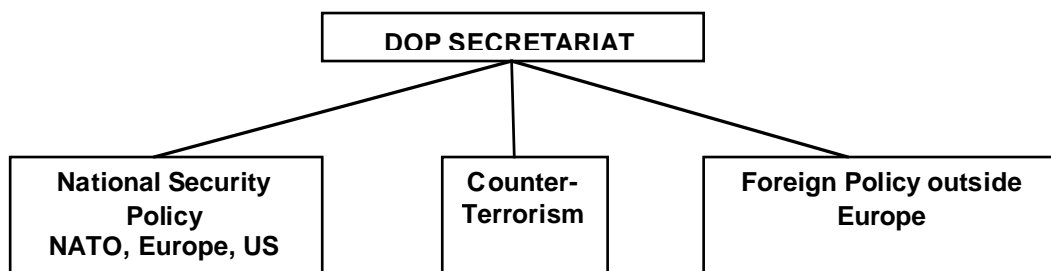 DOP SECRETARIAT
National Security
Policy
NATO, Europe, US
Counter-
Terrorism
Foreign Policy outside
Europe